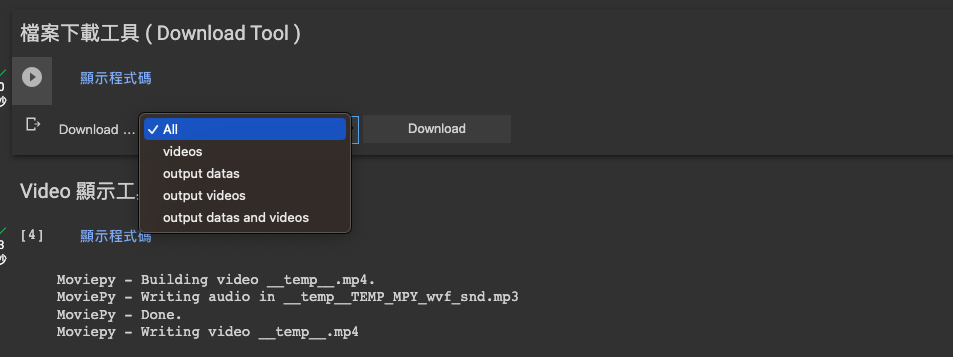 檔案下載工具 ( Download Tool )
0
秒
顯示程式碼
Download ...
Download
All
videos
output datas
output videos
output datas and videos
Video 顯示工
3
秒
[4]
顯示程式碼
Moviepy - Building video __temp__.mp4.
MoviePy - Writing audio in __temp__TEMP_MPY_wvf_snd.mp3
MoviePy - Done.
Moviepy - Writing video __temp__.mp4